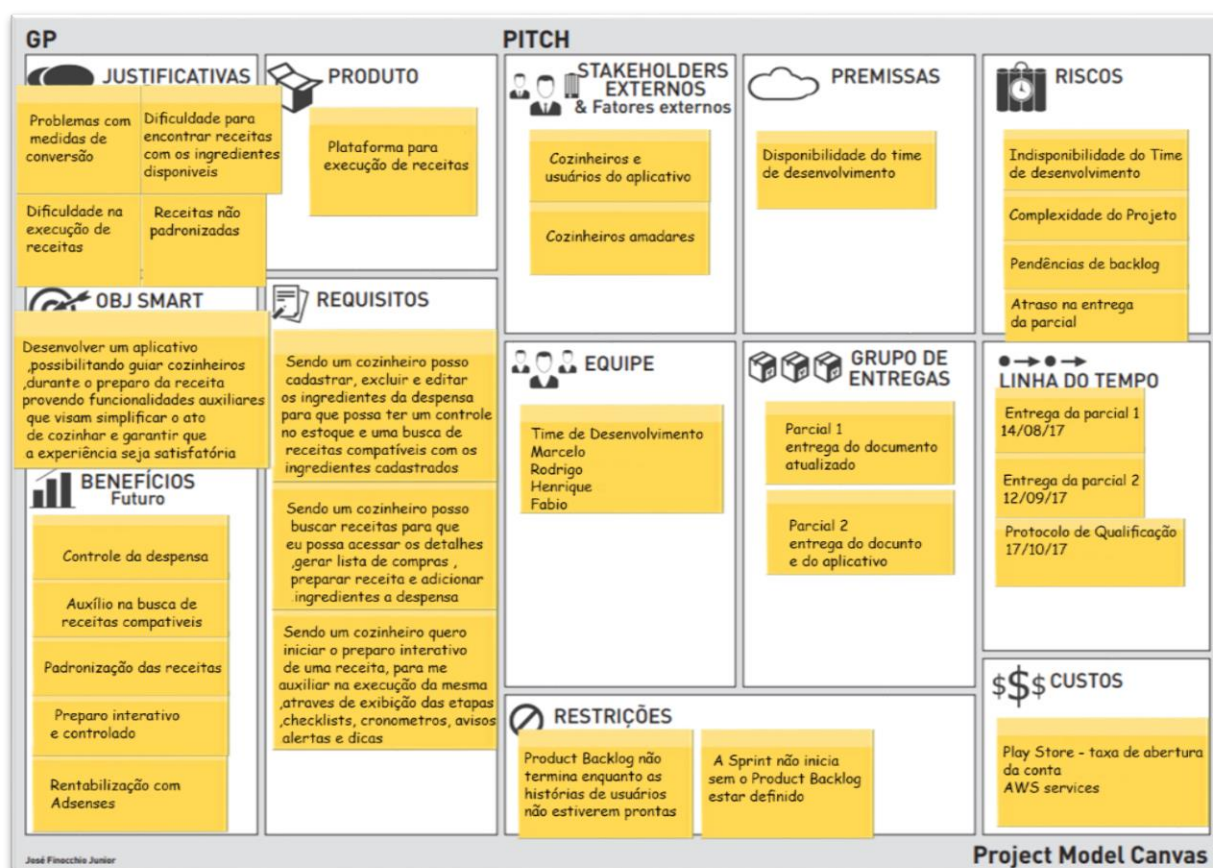 GP
PITCH
JUSTIFICATIVAS
Problemas com
medidas de
conversão
Dificuldade para
encontrar receitas
com os ingredientes
disponiveis
Dificuldade na
execução de
receitas
Receitas não
padronizadas
PRODUTO
Plataforma para
execução de receitas
STAKEHOLDERS
EXTERNOS
& Fatores externos
Cozinheiros e
usuários do aplicativo
Cozinheiros amadares
PREMISSAS
Disponibilidade do time
de desenvolvimento
RISCOS
Indisponibilidade do Time
de desenvolvimento
Complexidade do Projeto
Pendências de backlog
Atraso na entrega
da parcial
OBJ SMART
Desenvolver um aplicativo
,possibilitando guiar cozinheiros
,durante o preparo da receita
provendo funcionalidades auxiliares
que visam simplificar o ato
de cozinhar e garantir que
a experiência seja satisfatória
REQUISITOS
Sendo um cozinheiro posso
cadastrar, excluir e editar
os ingredientes da despensa
para que possa ter um controle
no estoque e uma busca de
receitas compatíveis com os
ingredientes cadastrados
Sendo um cozinheiro posso
buscar receitas para que
eu possa acessar os detalhes
,gerar lista de compras ,
preparar receita e adicionar
ingredientes a despensa
Sendo um cozinheiro quero
iniciar o preparo interativo
de uma receita, para me
auxiliar na execução da mesma
,atraves de exibição das etapas
,checklists, cronometros, avisos
alertas e dicas
EQUIPE
Time de Desenvolvimento
Marcelo
Rodrigo
Henrique
Fabio
GRUPO DE
ENTREGAS
Parcial 1
entrega do documento
atualizado
Parcial 2
entrega do docunto
e do aplicativo
LINHA DO TEMPO
Entrega da parcial 1
14/08/17
Entrega da parcial 2
12/09/17
Protocolo de Qualificação
17/10/17
BENEFÍCIOS
Futuro
Controle da despensa
Auxílio na busca de
receitas compativeis
Padronização das receitas
Preparo interativo
e controlado
Rentabilização com
Adsenses
RESTRIÇÕES
Product Backlog não
termina enquanto as
histórias de usuários
não estiverem prontas
A Sprint não inicia
sem o Product Backlog
estar definido
$$$ CUSTOS
Play Store - taxa de abertura
da conta
AWS services
José Finocchio Junior
Project Model Canvas